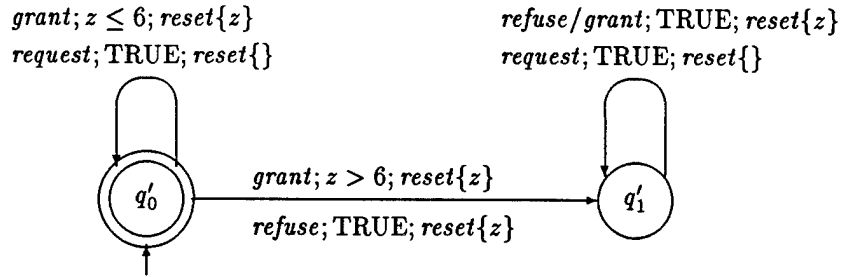 grant; z ≤ 6; reset{z}
request; TRUE; reset{}
refuse/grant; TRUE; reset{z}
request; TRUE; reset{}
q′₀
grant; z > 6; reset{z}
refuse; TRUE; reset{z}
q′₁